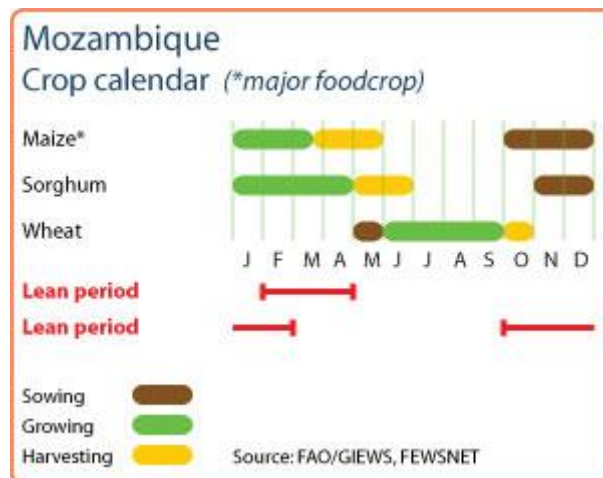 Mozambique
Crop calendar (*major foodcrop)
Maize*
Sorghum
Wheat
J F M A M J J A S O N D
Lean period
Lean period
Sowing
Growing
Harvesting
Source: FAO/GIEWS, FEWSNET